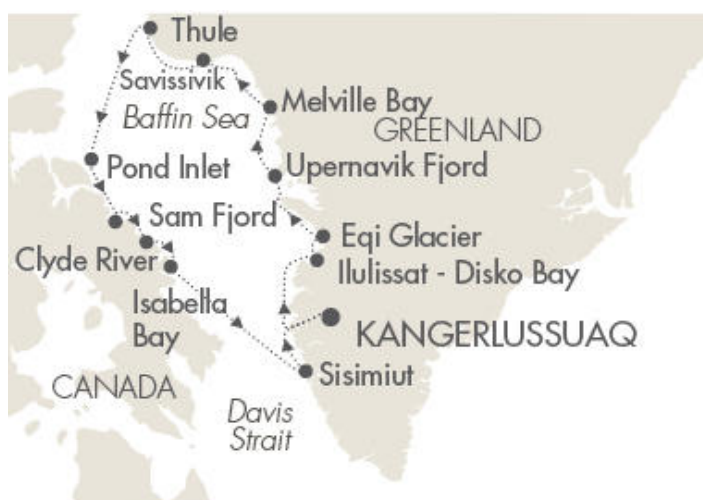 Thule
Savissivik
Baffin Sea
Melville Bay
GREENLAND
Pond Inlet
Upernavik Fjord
Sam Fjord
Eqi Glacier
Clyde River
Ilulissat - Disko Bay
Isabella
Bay
KANGERLUSSUAQ
CANADA
Sisimiut
Davis
Strait